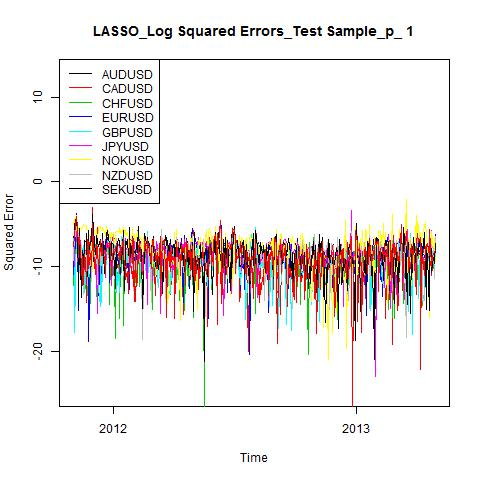 LASSO_Log Squared Errors_Test Sample_p_ 1
AUDUSD
CADUSD
CHFUSD
EURUSD
GBPUSD
JPYUSD
NOKUSD
NZDUSD
SEKUSD
10
0
-10
-20
Squared Error
2012
2013
Time